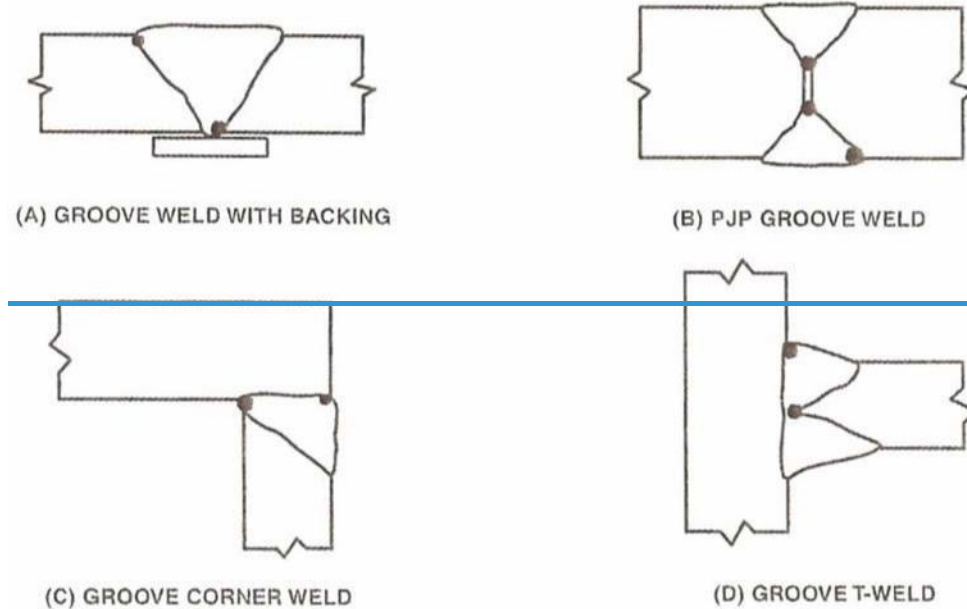 (A) GROOVE WELD WITH BACKING
(B) PJP GROOVE WELD
(C) GROOVE CORNER WELD
(D) GROOVE T-WELD